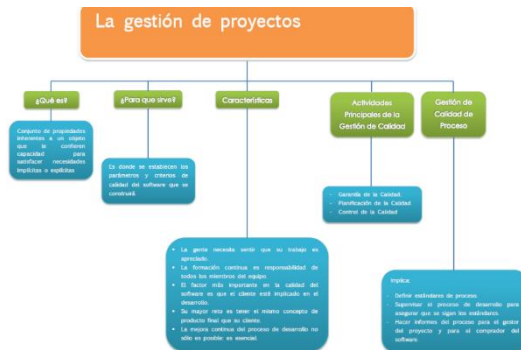 La gestión de proyectos
¿Qué es?
Conjunto de propiedades
inherentes a un objeto
que le confieren
capacidad para
satisfacer necesidades
implícitas o explícitas
¿Para que sirve?
Es donde se establecen los
parámetros y criterios de
calidad del software que se
construirá
Características
• La gente necesita sentir que su trabajo es
apreciado.
• La formación continua es responsabilidad de
todos los miembros del equipo.
• El factor más importante en la calidad del
software es que el cliente esté implicado en el
desarrollo.
• Su mayor reto es tener el mismo concepto de
producto final que su cliente.
• La mejora continua del proceso de desarrollo no
sólo es posible: es esencial.
Actividades
Principales de la
Gestión de Calidad
- Garantía de la Calidad.
- Planificación de la Calidad
- Control de la Calidad
Gestión de
Calidad de
Proceso
Implica:
- Definir estándares de proceso.
- Supervisar el proceso de desarrollo para
asegurar que se sigan los estándares.
- Hacer informes del proceso para el gestor
del proyecto y para el comprador del
software.